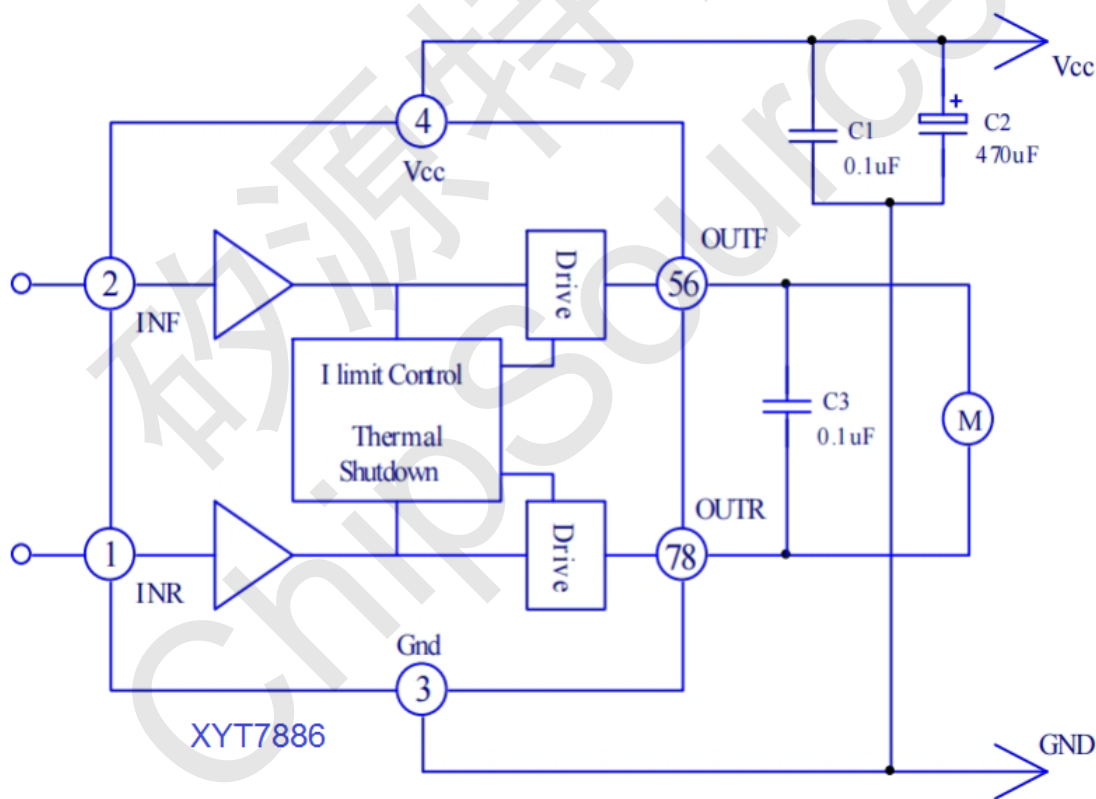 Vcc
4
Vcc
+
C1
0.1uF
C2
470uF
OUTF
2
INF
Drive
56
I limit Control
Thermal
Shutdown
C3
0.1uF
M
OUTR
1
INR
Drive
78
Gnd
3
XYT7886
GND
矽源特
ChipSource